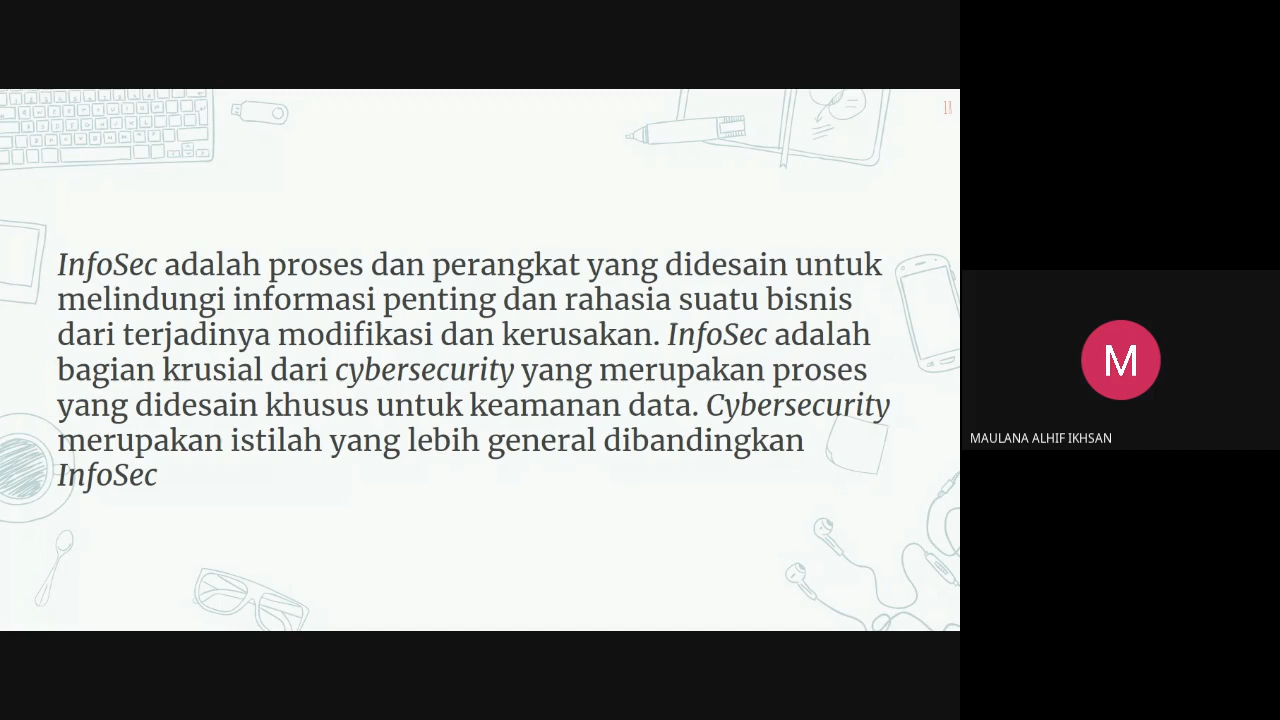 18
InfoSec adalah proses dan perangkat yang didesain untuk
melindungi informasi penting dan rahasia suatu bisnis
dari terjadinya modifikasi dan kerusakan. InfoSec adalah
bagian krusial dari cybersecurity yang merupakan proses
yang didesain khusus untuk keamanan data. Cybersecurity
merupakan istilah yang lebih general dibandingkan
InfoSec
M
MAULANA ALHIF IKHSAN